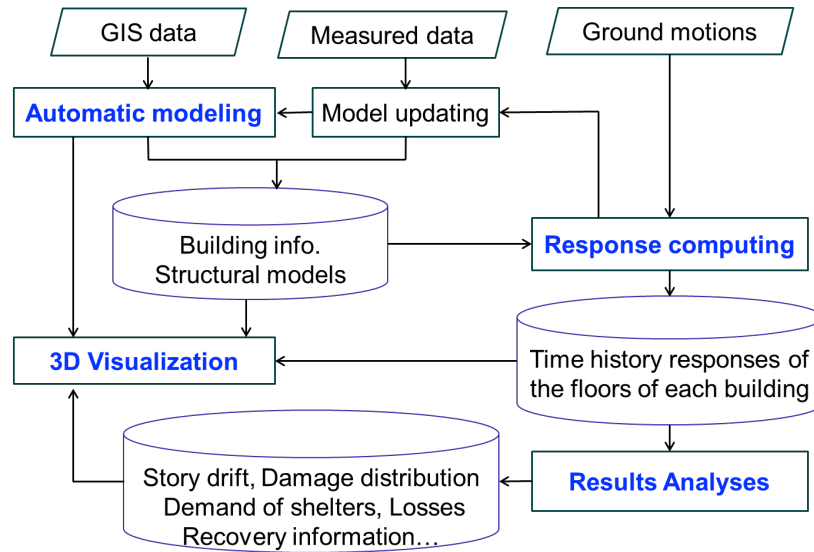 GIS data
Measured data
Ground motions
Automatic modeling
Model updating
Building info.
Structural models
Response computing
3D Visualization
Time history responses of
the floors of each building
Story drift, Damage distribution
Demand of shelters, Losses
Recovery information…
Results Analyses